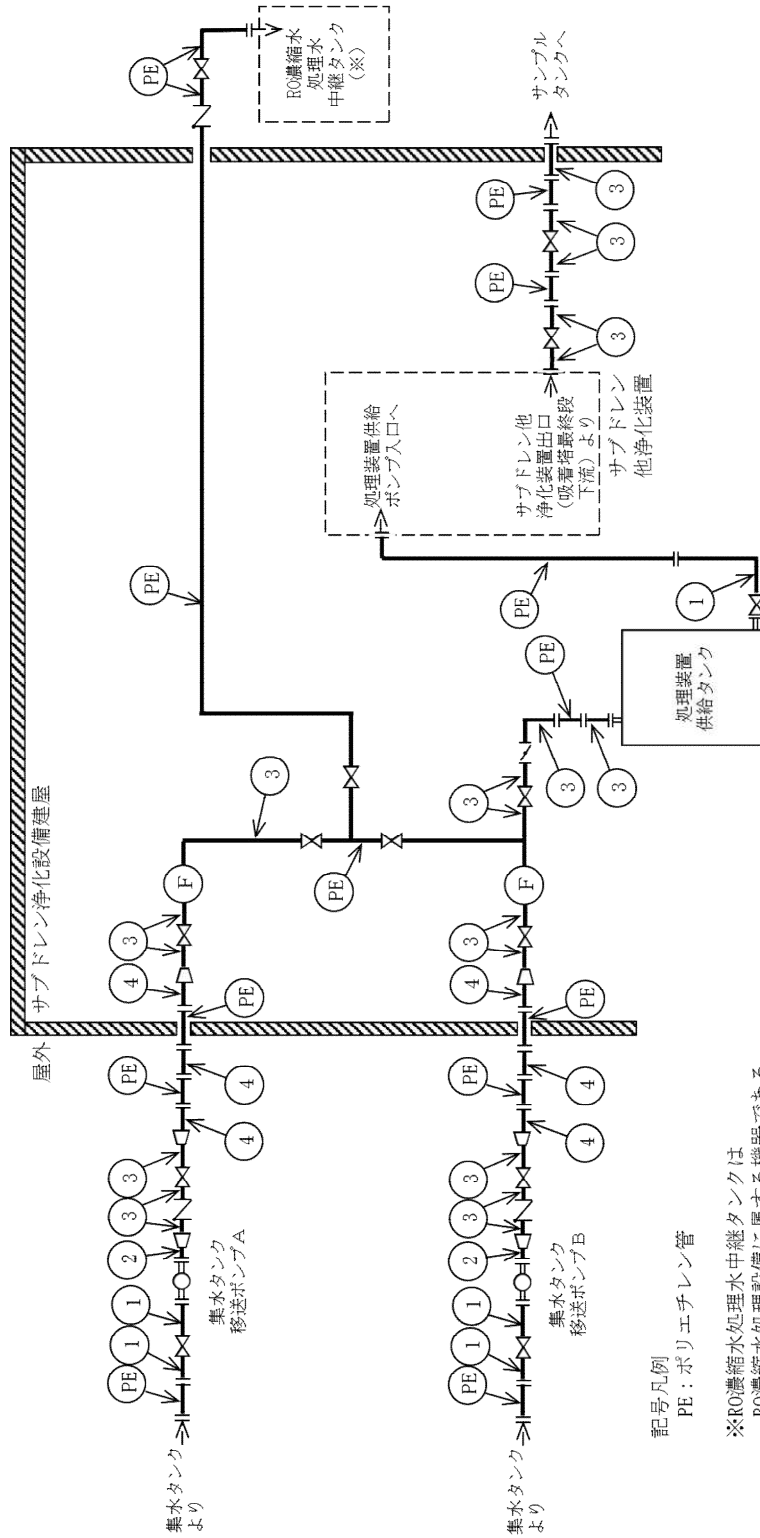 屋外
サブドレン浄化設備建屋
集水タンク
より
PE
1
1
2
3
3
4
PE
4
PE
4
3
F
3
集水タンク
移送ポンプA
PE
PE
PE
RO濃縮水
処理水
中継タンク
(※)
集水タンク
より
PE
1
1
2
3
3
4
PE
4
PE
4
3
F
3
集水タンク
移送ポンプB
3
PE
3
処理装置
供給タンク
1
PE
処理装置供給
ポンプ入口へ
サブドレン他
浄化装置出口
(吸着塔最終段
下流)より
サブドレン
他浄化装置
3
PE
3
PE
3
サンプル
タンクへ
記号凡例
PE：ポリエチレン管
※RO濃縮水処理水中継タンクは
RO濃縮水処理設備に属する機器である